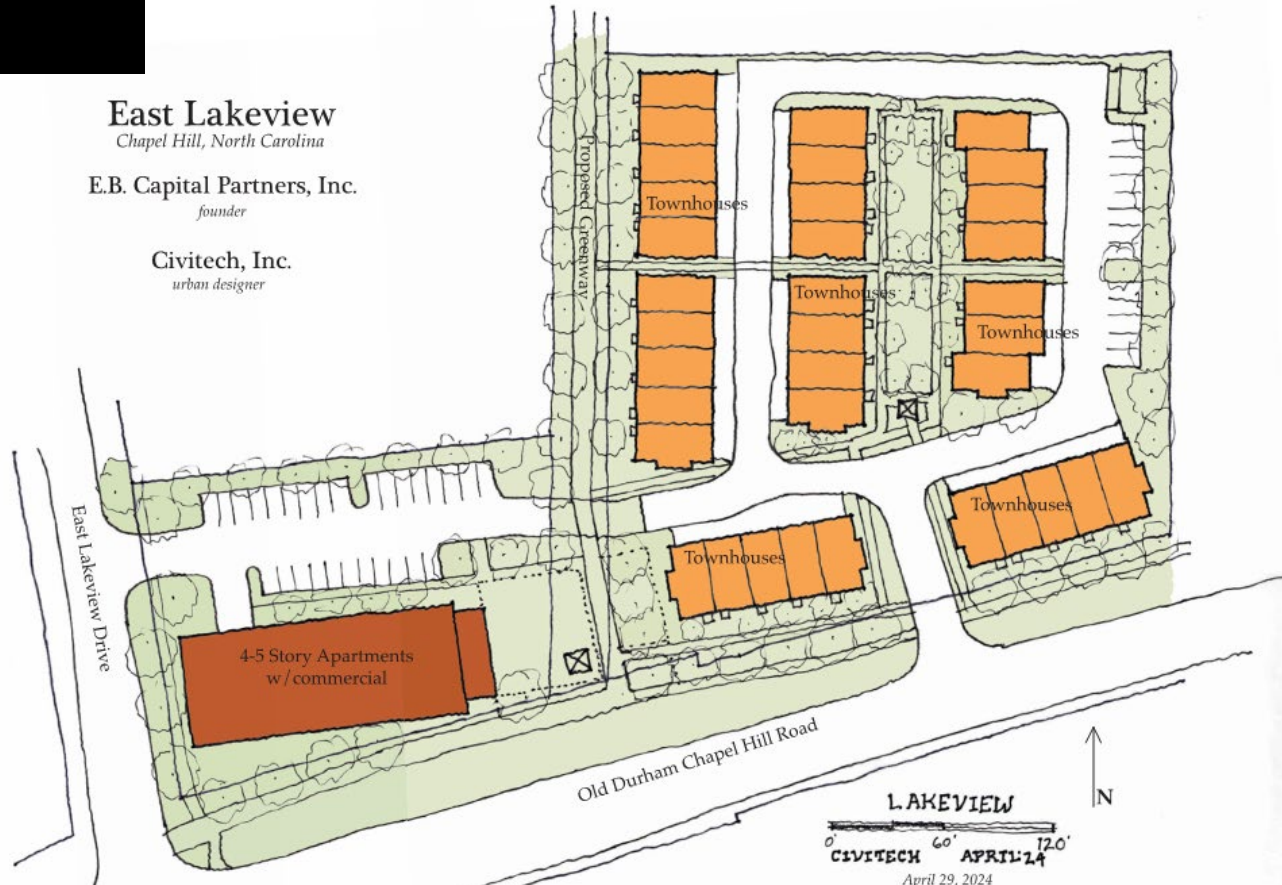 East Lakeview
Chapel Hill, North Carolina
E.B. Capital Partners, Inc.
founder
Civitech, Inc.
urban designer
Proposed Greenway
Townhouses
Townhouses
Townhouses
Townhouses
Townhouses
East Lakeview Drive
4-5 Story Apartments
w/commercial
Old Durham Chapel Hill Road
N
LAKEVIEW
0' 60' 120'
CIVITECH APRIL '24
April 29, 2024